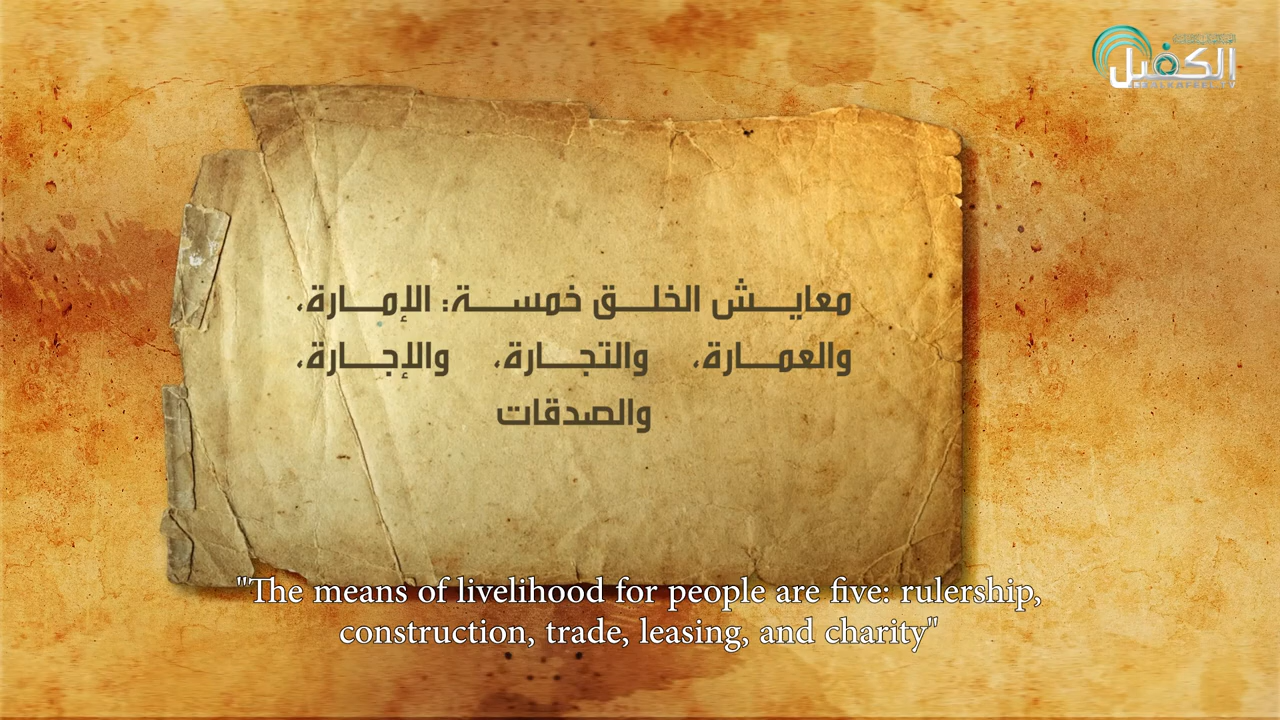 الكفيل
معايش الخلق خمسة: الإمارة،
والعمارة، والتجارة، والإجارة،
والصدقات
"The means of livelihood for people are five: rulership,
construction, trade, leasing, and charity"